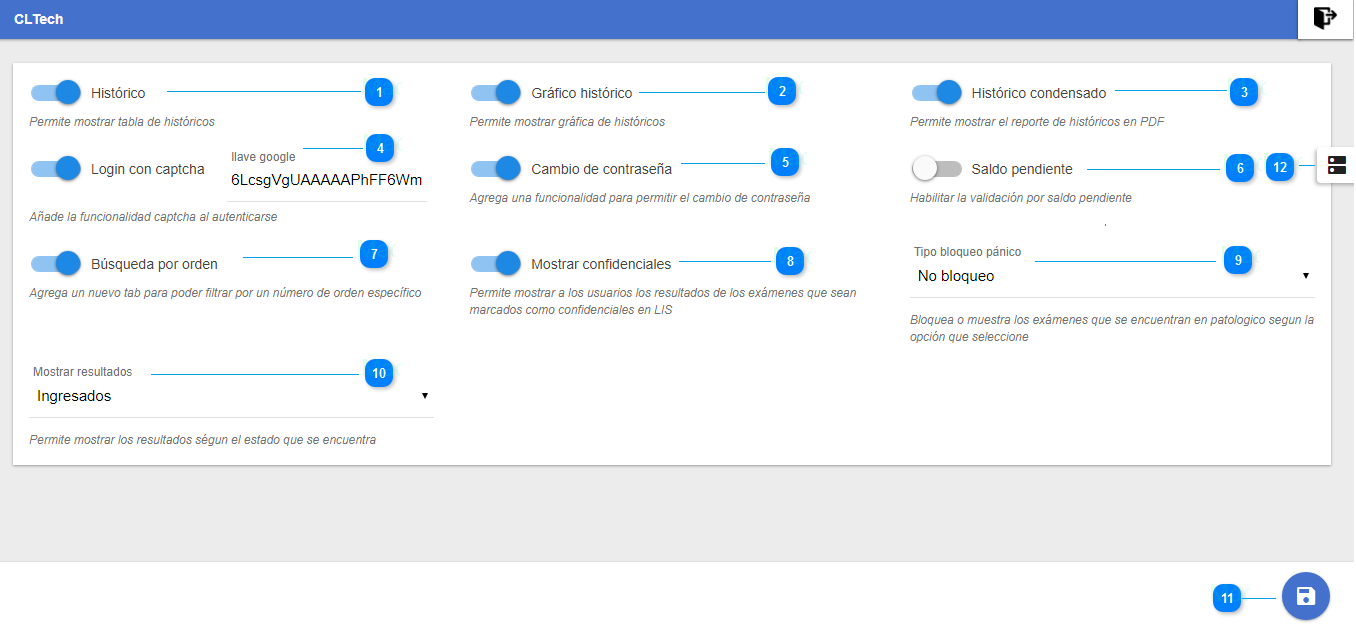 CLTech
Histórico 1
Gráfico histórico 2
Histórico condensado 3
Permite mostrar tabla de históricos
Permite mostrar gráfica de históricos
Permite mostrar el reporte de históricos en PDF
Login con captcha
llave google 4
6LcsgVgUAAAAAPhFF6Wm
Cambio de contraseña 5
Saldo pendiente 6 12
Añade la funcionalidad captcha al autenticarse
Agrega una funcionalidad para permitir el cambio de contraseña
Habilitar la validación por saldo pendiente
Búsqueda por orden 7
Mostrar confidenciales 8
Tipo bloqueo pánico 9
No bloqueo
Agrega un nuevo tab para poder filtrar por un número de orden específico
Permite mostrar a los usuarios los resultados de los exámenes que sean
marcados como confidenciales en LIS
Bloquea o muestra los exámenes que se encuentran en patologico segun la
opción que seleccione
Mostrar resultados 10
Ingresados
Permite mostrar los resultados ségun el estado que se encuentra
11